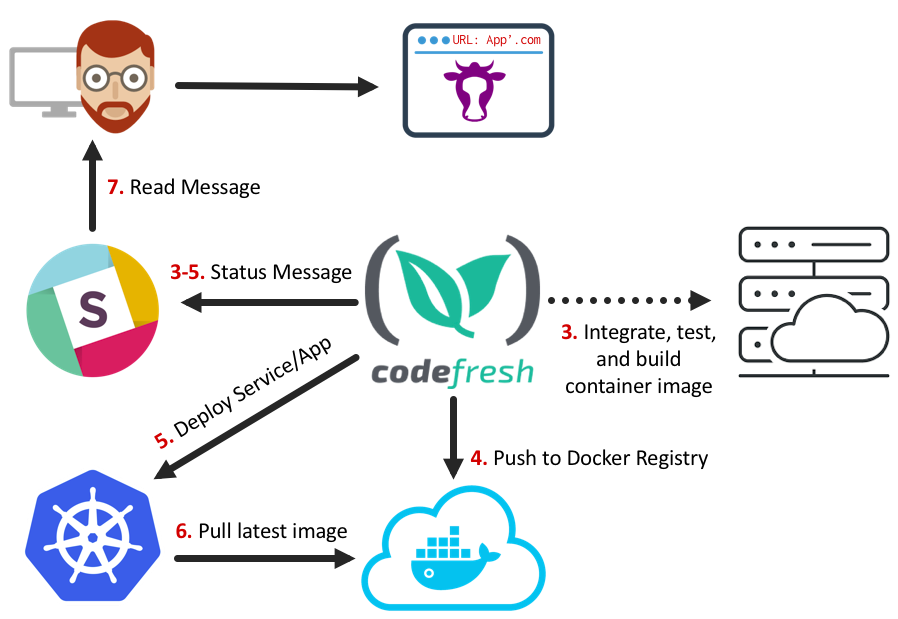 URL: App’.com
7. Read Message
3-5. Status Message
S
codefresh
3. Integrate, test,
and build
container image
5. Deploy Service/App
4. Push to Docker Registry
6. Pull latest image